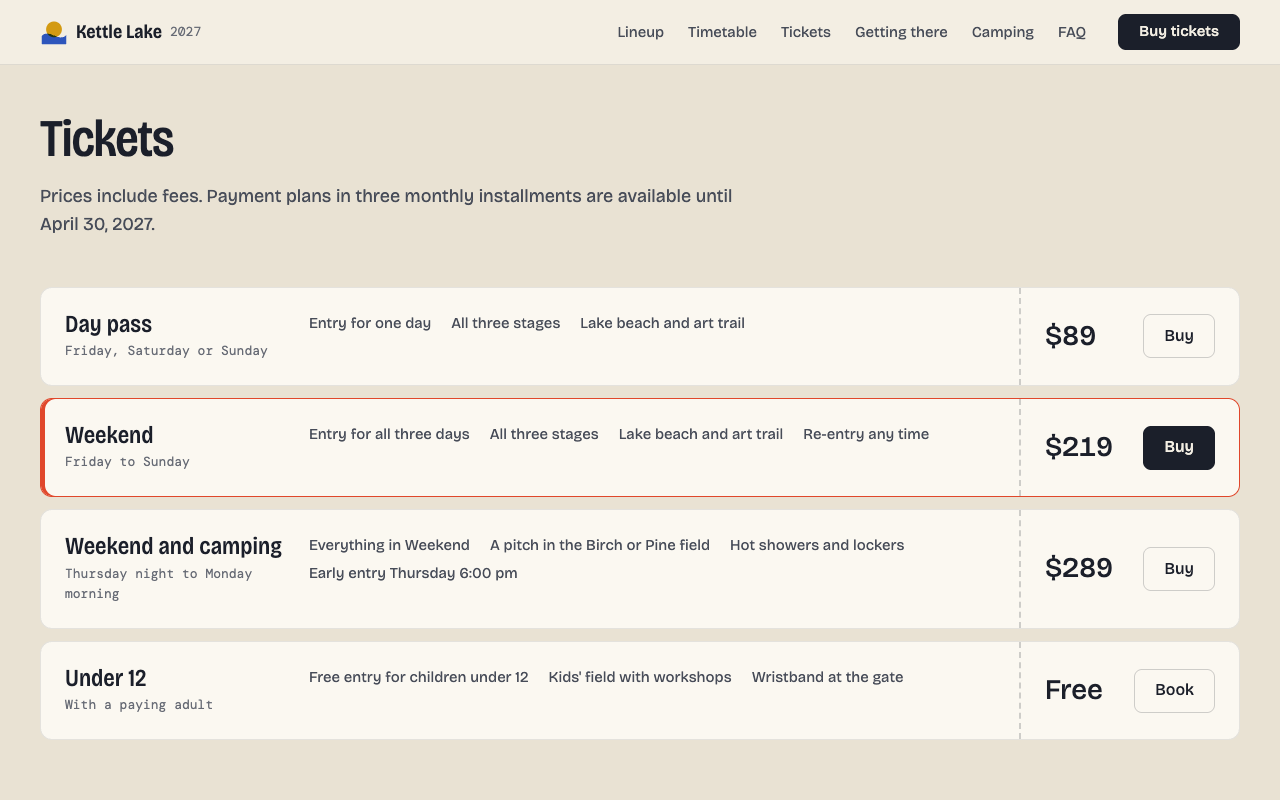 Kettle Lake 2027
Lineup Timetable Tickets Getting there Camping FAQ Buy tickets
Tickets
Prices include fees. Payment plans in three monthly installments are available until
April 30, 2027.
Day pass
Friday, Saturday or Sunday
Entry for one day All three stages Lake beach and art trail
$89 Buy
Weekend
Friday to Sunday
Entry for all three days All three stages Lake beach and art trail Re-entry any time
$219 Buy
Weekend and camping
Thursday night to Monday
morning
Everything in Weekend A pitch in the Birch or Pine field Hot showers and lockers
Early entry Thursday 6:00 pm
$289 Buy
Under 12
With a paying adult
Free entry for children under 12 Kids' field with workshops Wristband at the gate
Free Book